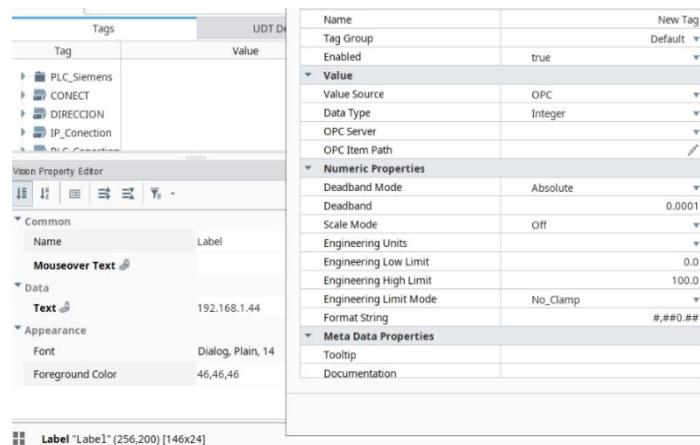 Tags
UDT De
Tag Value
PLC_Siemens
CONECT
DIRECCION
IP_Conection
PLC_Conection
Vision Property Editor
Common
Name Label
Mouseover Text
Data
Text 192.168.1.44
Appearance
Font Dialog, Plain, 14
Foreground Color 46,46,46
Label "Label" (256,200) [146x24]
Name New Tag
Tag Group Default
Enabled true
Value
Value Source OPC
Data Type Integer
OPC Server
OPC Item Path
Numeric Properties
Deadband Mode Absolute
Deadband 0.0001
Scale Mode Off
Engineering Units
Engineering Low Limit 0.0
Engineering High Limit 100.0
Engineering Limit Mode No_Clamp
Format String #,##0.##
Meta Data Properties
Tooltip
Documentation